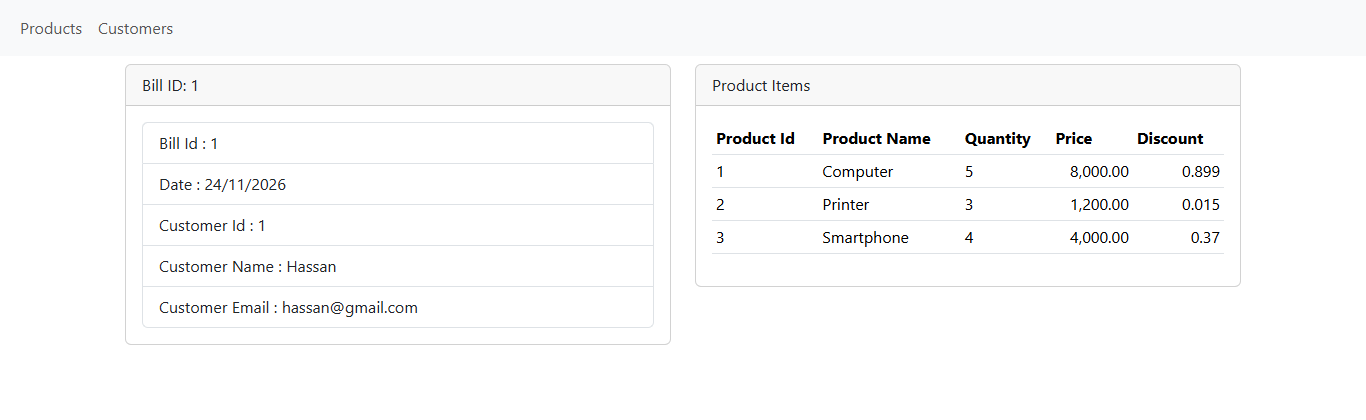 Products Customers
Bill ID: 1
Bill Id : 1
Date : 24/11/2026
Customer Id : 1
Customer Name : Hassan
Customer Email : hassan@gmail.com
Product Items
Product Id Product Name Quantity Price Discount
1 Computer 5 8,000.00 0.899
2 Printer 3 1,200.00 0.015
3 Smartphone 4 4,000.00 0.37